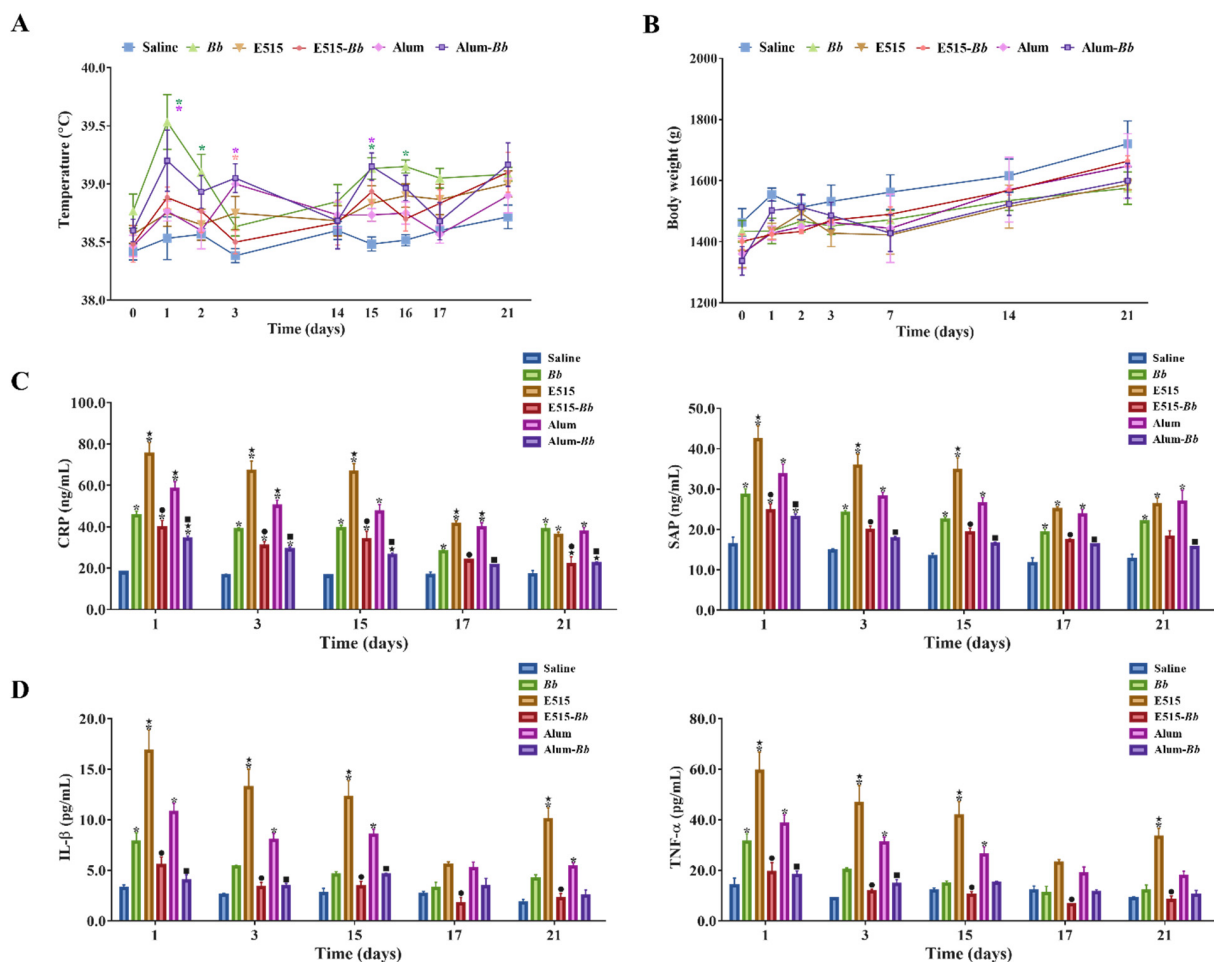 A
Saline Bb E515 E515-Bb Alum Alum-Bb
Temperature (°C)
40.0
39.5
39.0
38.5
38.0
* *
*
* *
* *
*
0 1 2 3 14 15 16 17 21
Time (days)
B
Saline Bb E515 E515-Bb Alum Alum-Bb
Body weight (g)
2000
1800
1600
1400
1200
0 1 2 3 7 14 21
Time (days)
C
Saline
Bb
E515
E515-Bb
Alum
Alum-Bb
CRP (ng/mL)
100.0
80.0
60.0
40.0
20.0
0.0
1 3 15 17 21
Time (days)
Saline
Bb
E515
E515-Bb
Alum
Alum-Bb
SAP (ng/mL)
50.0
40.0
30.0
20.0
10.0
0.0
1 3 15 17 21
Time (days)
D
Saline
Bb
E515
E515-Bb
Alum
Alum-Bb
IL-β (pg/mL)
20.0
15.0
10.0
5.0
0.0
1 3 15 17 21
Time (days)
Saline
Bb
E515
E515-Bb
Alum
Alum-Bb
TNF-α (pg/mL)
80.0
60.0
40.0
20.0
0.0
1 3 15 17 21
Time (days)